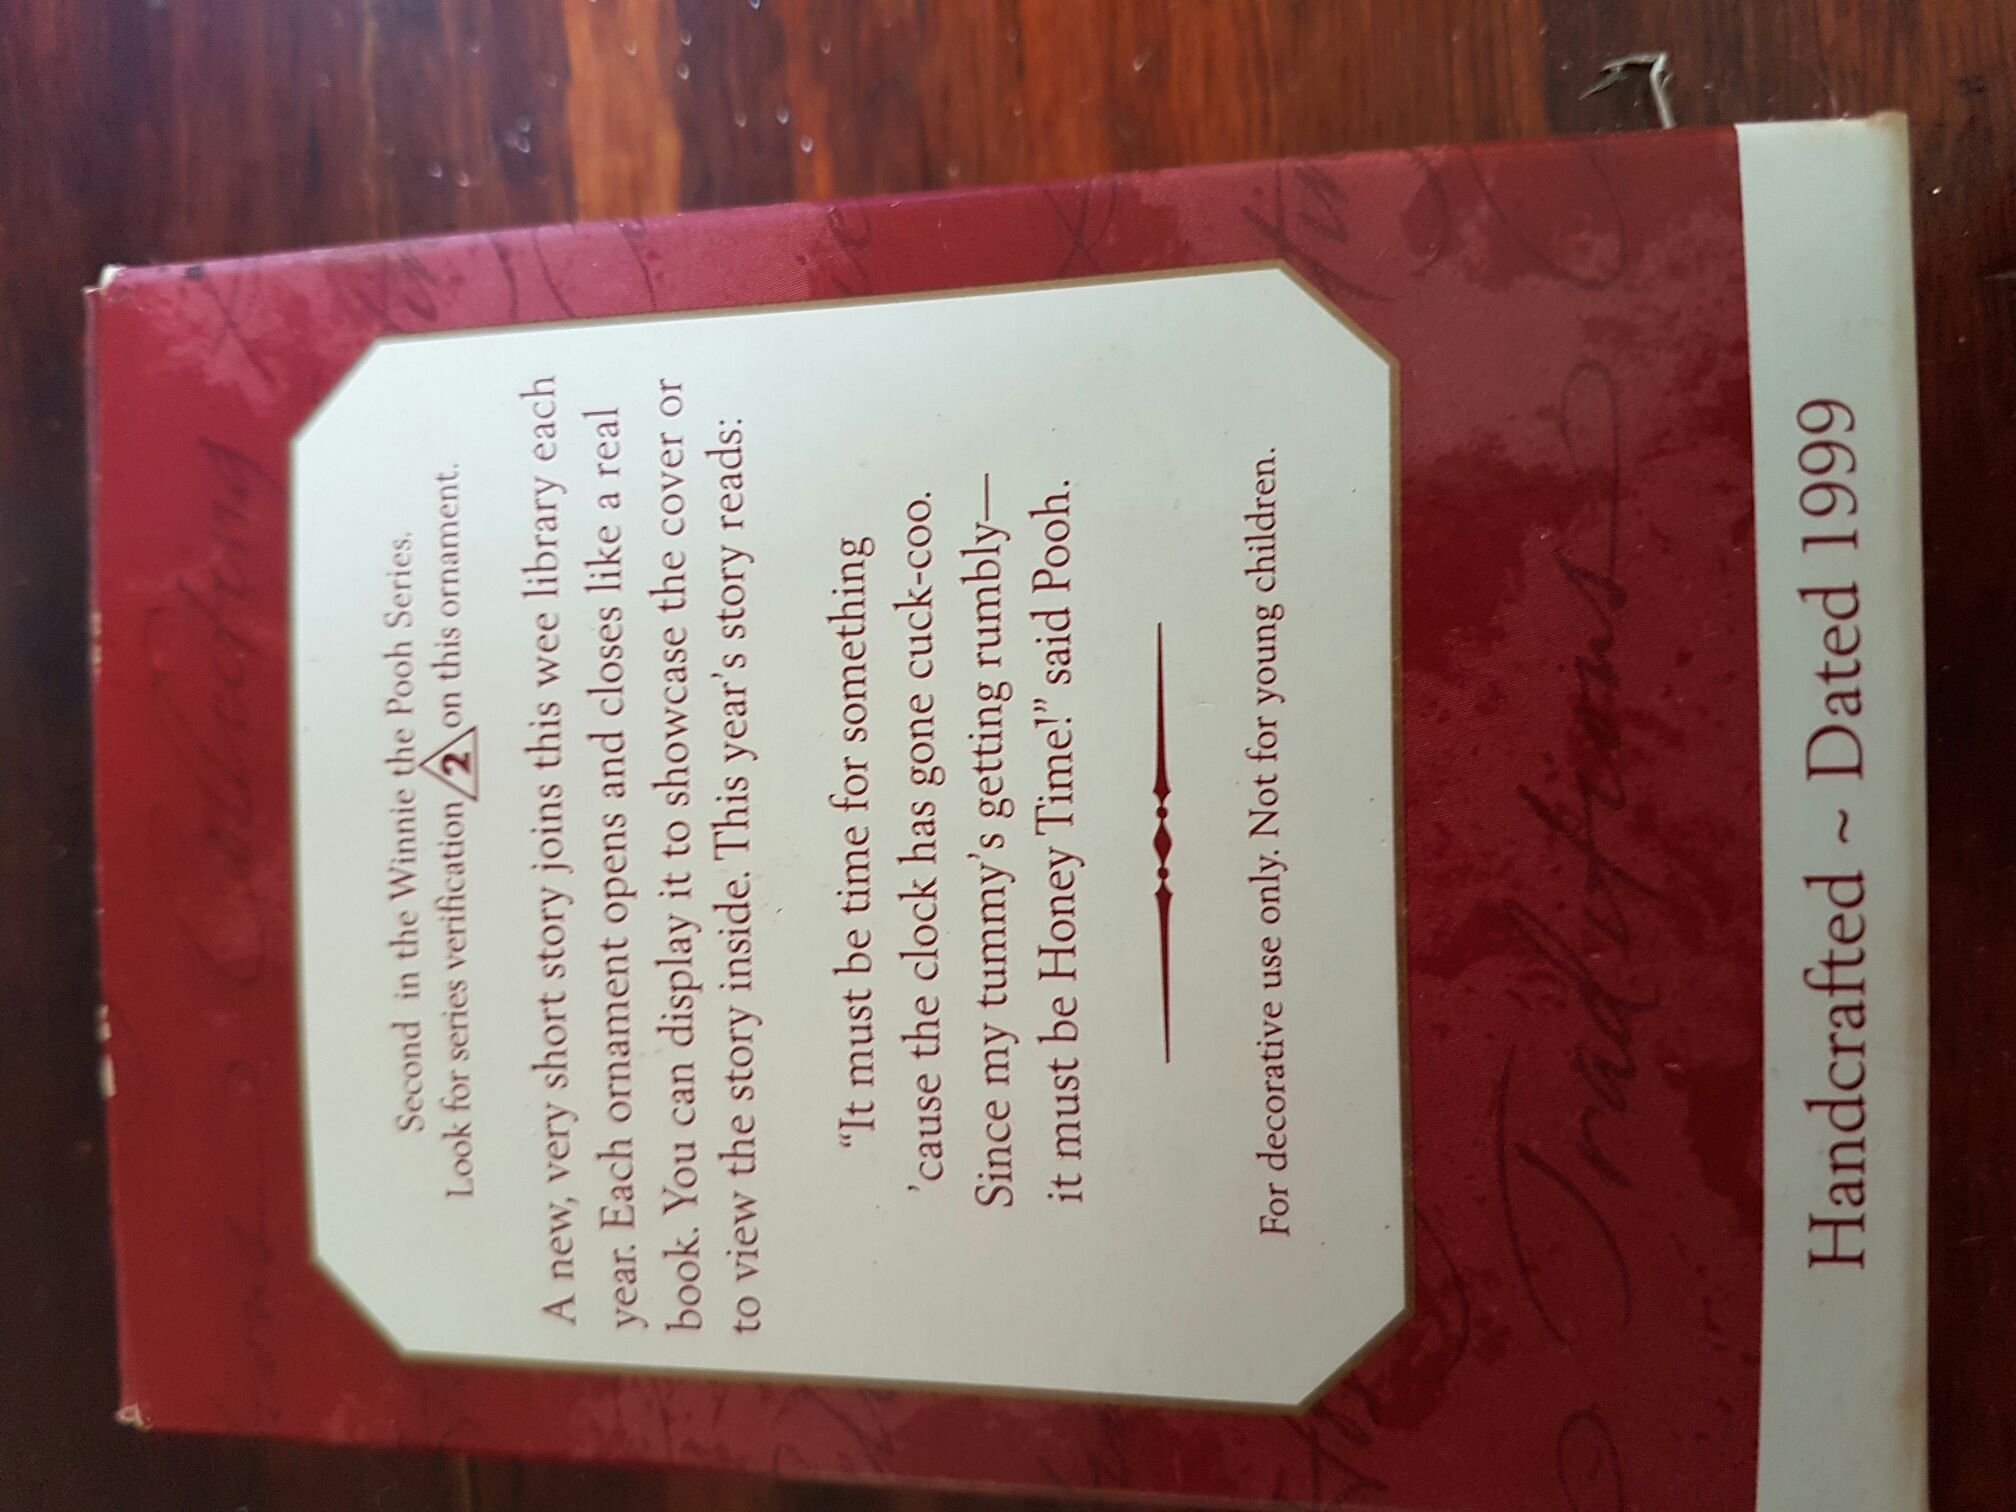 Second in the Winnie the Pooh Series.
Look for series verification 2 on this ornament.
A new, very short story joins this wee library each
year. Each ornament opens and closes like a real
book. You can display it to showcase the cover or
to view the story inside. This year's story reads:
“It must be time for something
’cause the clock has gone cuck-coo.
Since my tummy's getting rumbly—
it must be Honey Time!” said Pooh.
For decorative use only. Not for young children.
Traditions
Handcrafted ~ Dated 1999